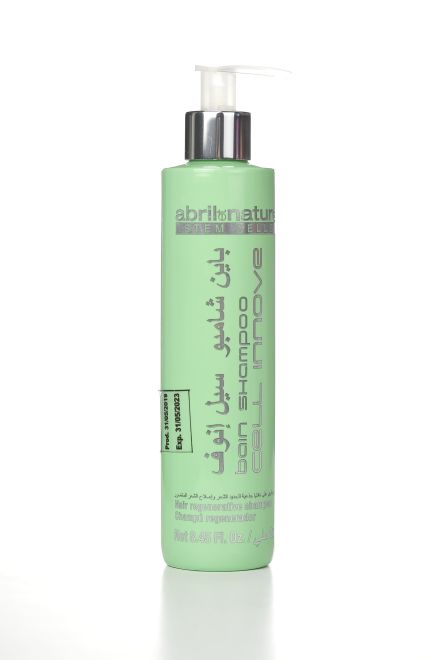 abril et nature
STEM CELLS
باين شامبو سيل إنوف
bain shampoo
CELL INNOVE
Prod. 31/05/2019
Exp. 31/05/2023
Hair regenerative shampoo
Champú regenerador
Net 8.45 Fl. Oz /